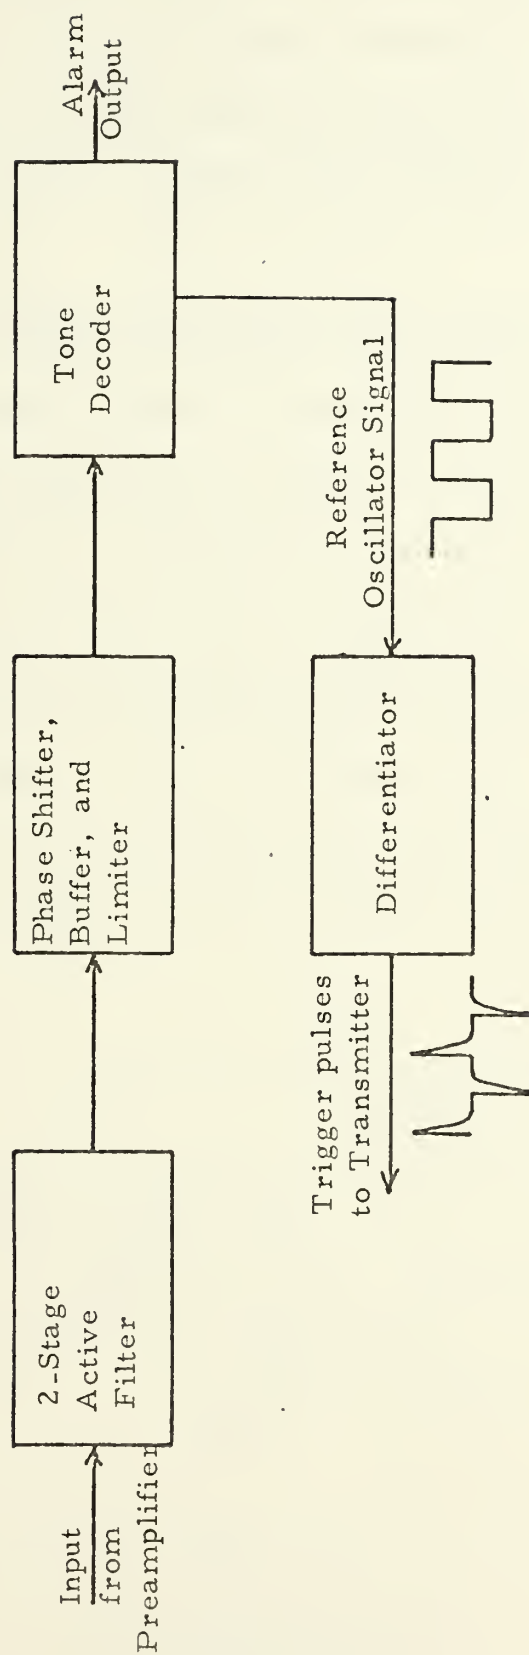 Input
from
Preamplifier
2-Stage
Active
Filter
Phase Shifter,
Buffer, and
Limiter
Tone
Decoder
Alarm
Output
Reference
Oscillator Signal
Differentiator
Trigger pulses
to Transmitter